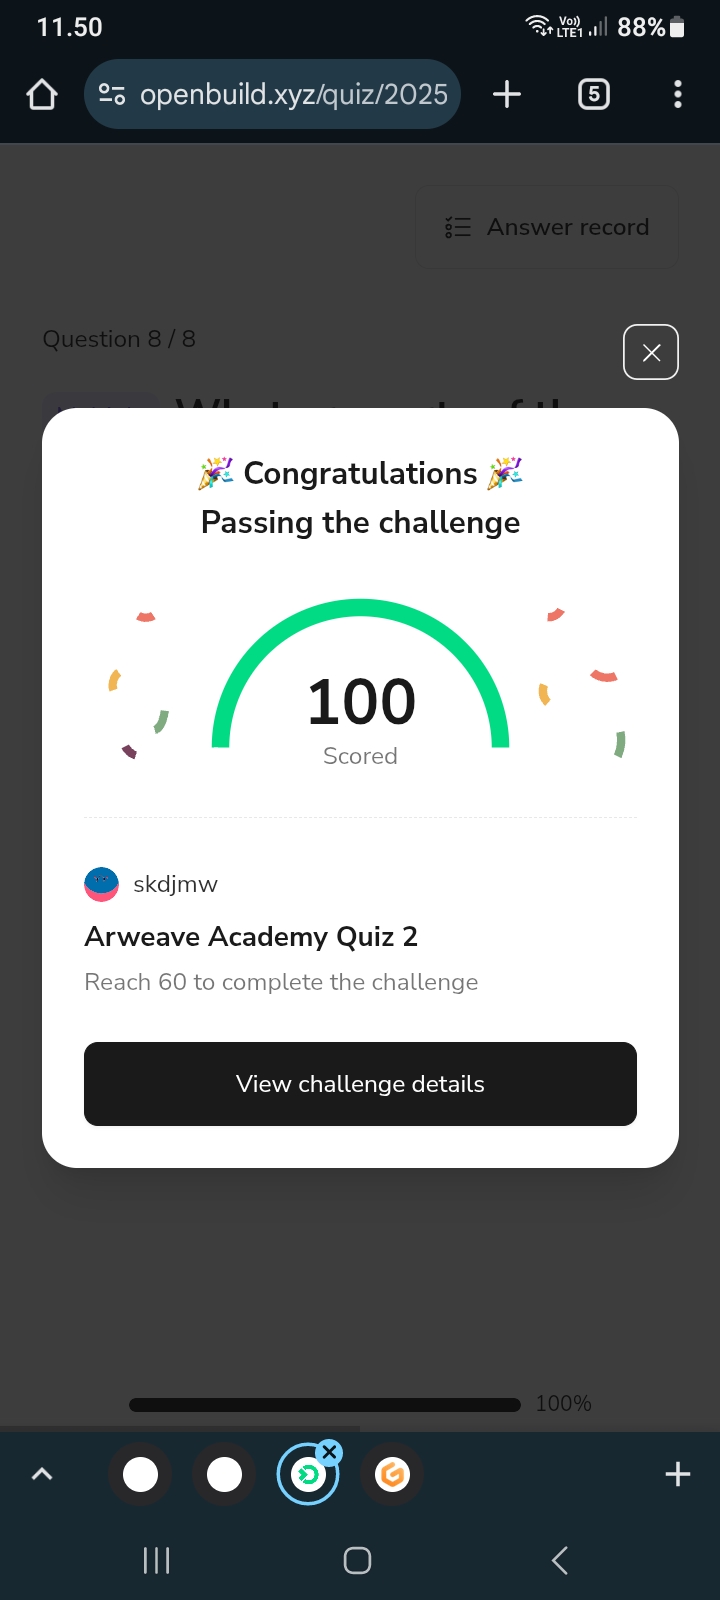 11.50
Vo))
LTE1
88%
openbuild.xyz/quiz/2025
5
Answer record
Question 8 / 8
🎉 Congratulations 🎉
Passing the challenge
100
Scored
skdjmw
Arweave Academy Quiz 2
Reach 60 to complete the challenge
View challenge details
100%